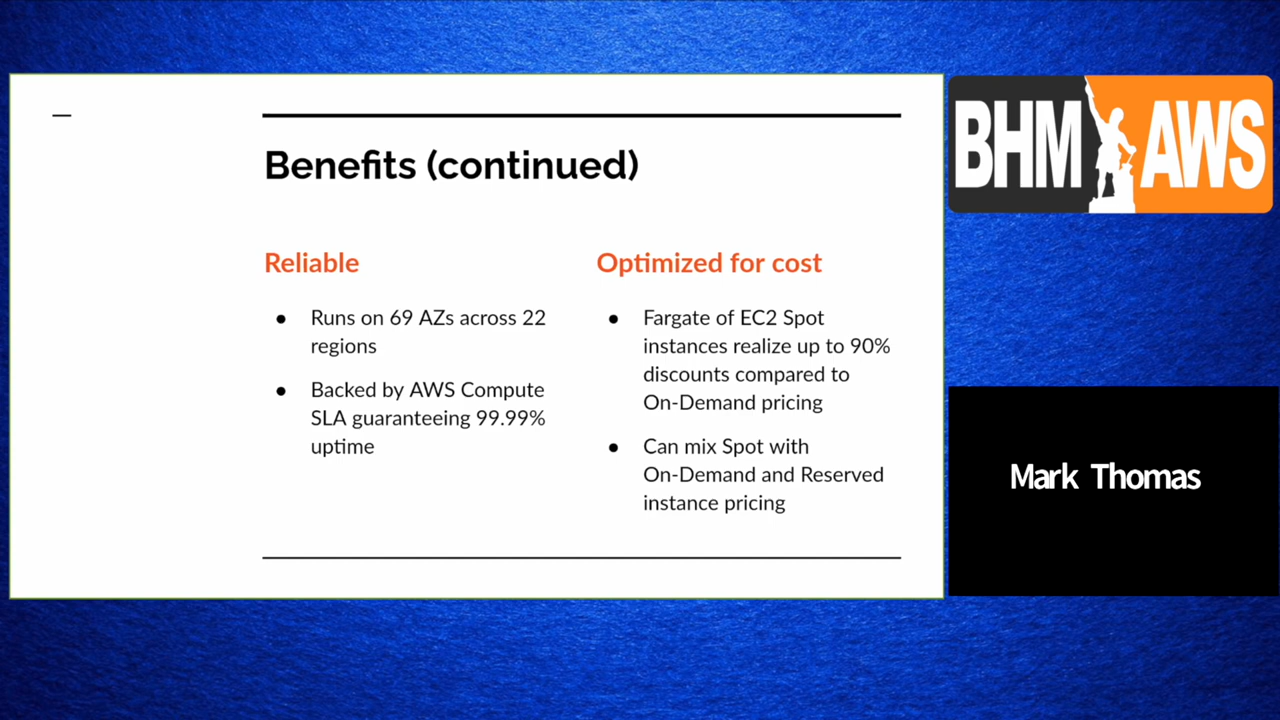 Benefits (continued)
Reliable
● Runs on 69 AZs across 22
regions
● Backed by AWS Compute
SLA guaranteeing 99.99%
uptime
Optimized for cost
● Fargate of EC2 Spot
instances realize up to 90%
discounts compared to
On-Demand pricing
● Can mix Spot with
On-Demand and Reserved
instance pricing
BHM AWS
Mark Thomas